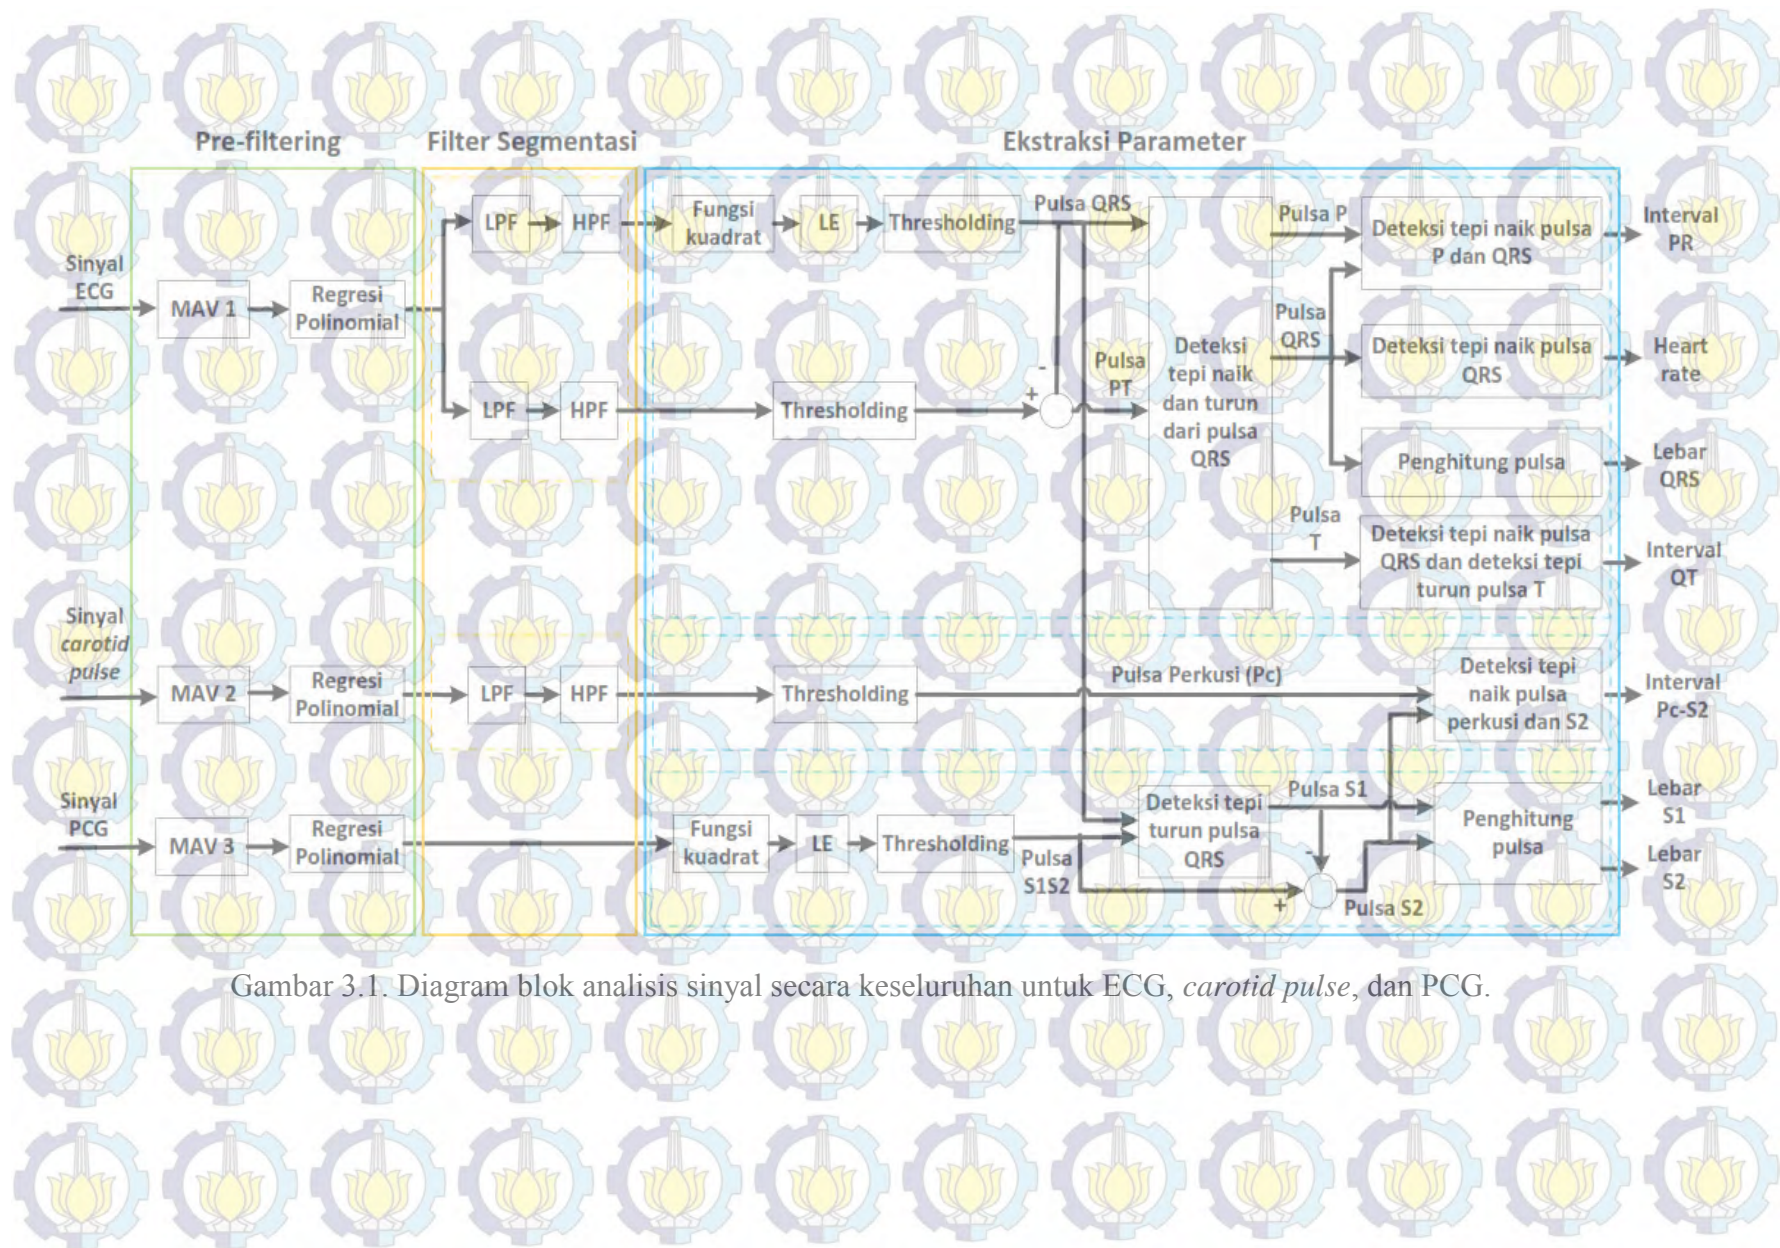 Pre-filtering
Filter Segmentasi
Ekstraksi Parameter
Sinyal
ECG
MAV 1
Regresi
Polinomial
LPF
HPF
Fungsi
kuadrat
LE
Thresholding
Pulsa QRS
LPF
HPF
Thresholding
-
+
Pulsa
PT
Deteksi
tepi naik
dan turun
dari pulsa
QRS
Pulsa P
Deteksi tepi naik pulsa
P dan QRS
Interval
PR
Pulsa
QRS
Deteksi tepi naik pulsa
QRS
Heart
rate
Penghitung pulsa
Lebar
QRS
Pulsa
T
Deteksi tepi naik pulsa
QRS dan deteksi tepi
turun pulsa T
Interval
QT
Sinyal
carotid
pulse
MAV 2
Regresi
Polinomial
LPF
HPF
Thresholding
Pulsa Perkusi (Pc)
Deteksi tepi
naik pulsa
perkusi dan S2
Interval
Pc-S2
Sinyal
PCG
MAV 3
Regresi
Polinomial
Fungsi
kuadrat
LE
Thresholding
Pulsa
S1S2
Deteksi tepi
turun pulsa
QRS
Pulsa S1
-
+
Pulsa S2
Penghitung
pulsa
Lebar
S1
Lebar
S2
Gambar 3.1. Diagram blok analisis sinyal secara keseluruhan untuk ECG, carotid pulse, dan PCG.